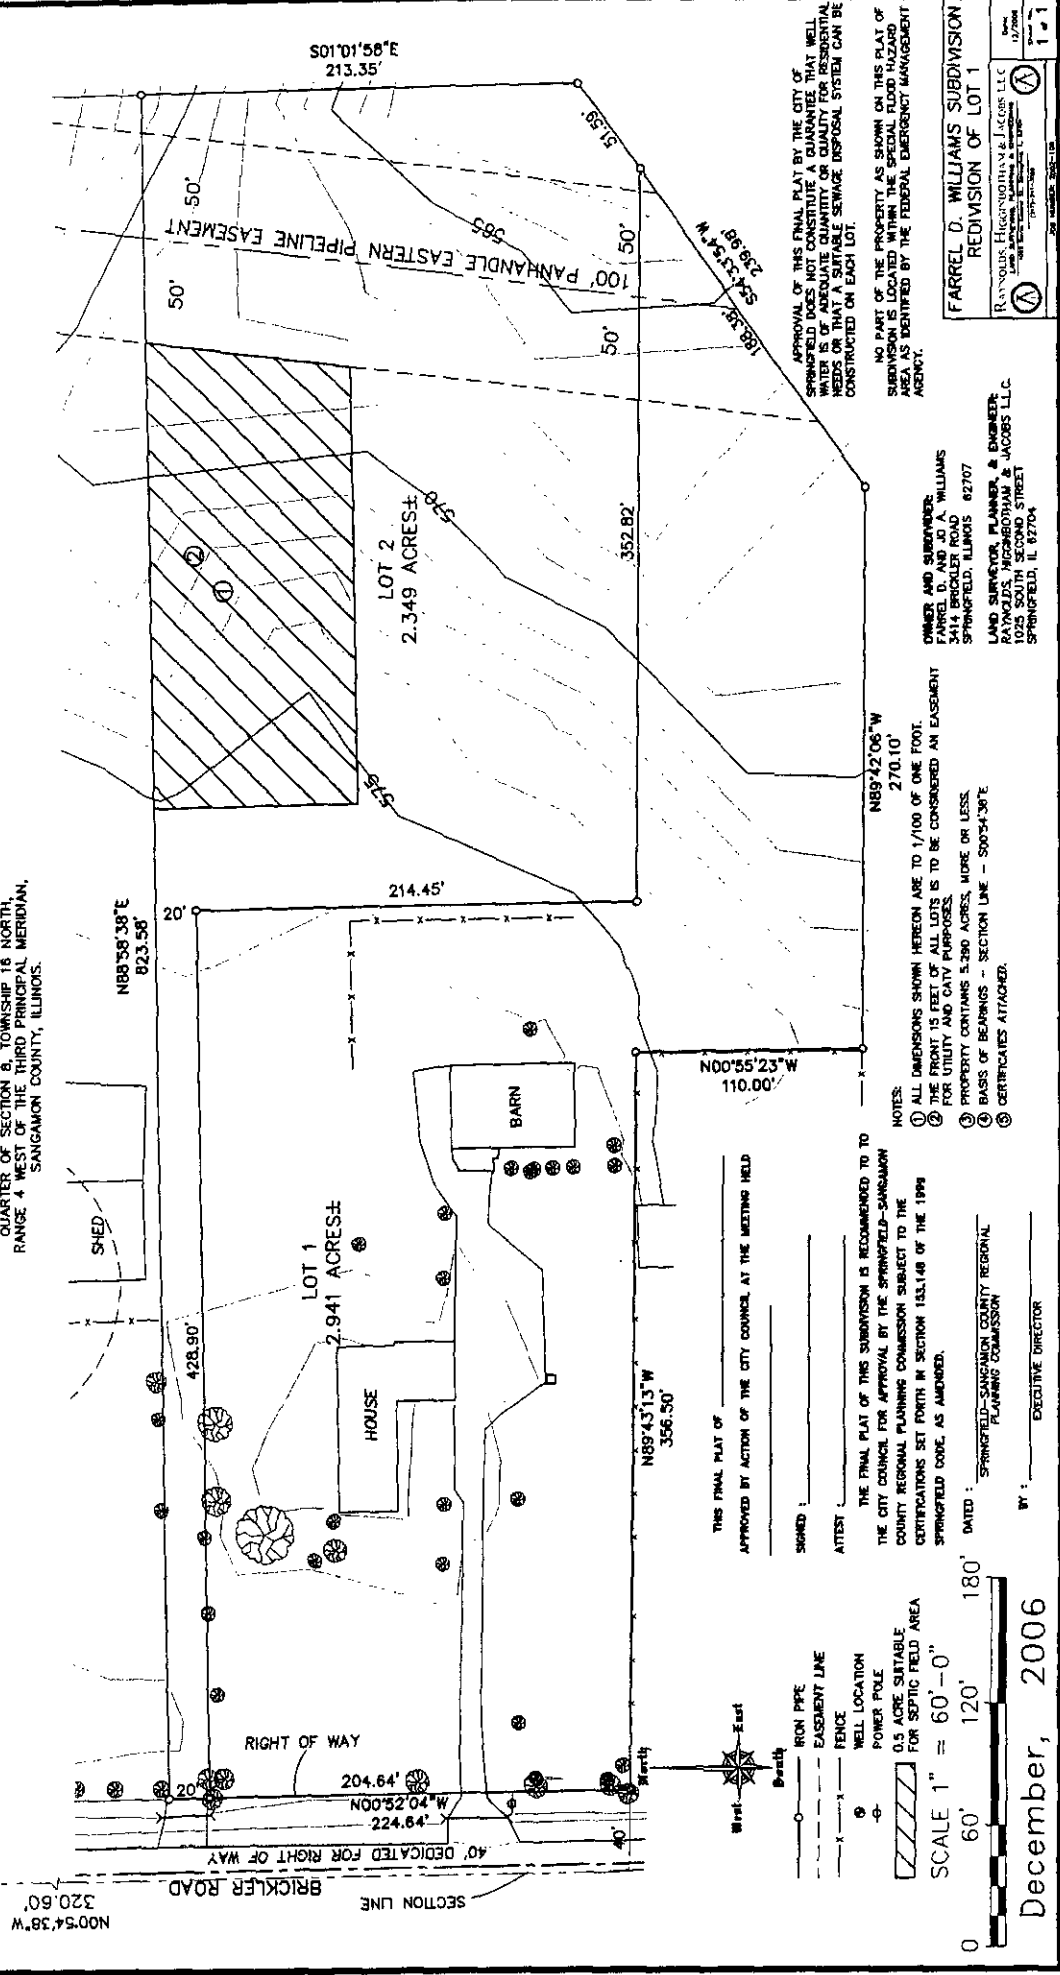 QUARTER OF SECTION 8, TOWNSHIP 16 NORTH,
RANGE 4 WEST OF THE THIRD PRINCIPAL MERIDIAN,
SANGAMON COUNTY, ILLINOIS.
N00°54'38"W
320.60'
BRICKLER ROAD
SECTION LINE
40' DEDICATED FOR RIGHT OF WAY
40'
RIGHT OF WAY
20'
204.64'
N00°52'04"W
224.64'
428.90'
SHED
HOUSE
LOT 1
2.941 ACRES±
BARN
N88°58'38"E
823.58'
20'
214.45'
N89°43'13"W
356.50'
N00°55'23"W
110.00'
575
570
565
①
②
LOT 2
2.349 ACRES±
352.82'
N89°42'06"W
270.10'
50'
50'
100' PANHANDLE EASTERN PIPELINE EASEMENT
50'
50'
S01°01'58"E
213.35'
51.59'
S54°33'54"W
239.98'
188.38'
North
West
East
South
IRON PIPE
EASEMENT LINE
FENCE
WELL LOCATION
POWER POLE
0.5 ACRE SUITABLE
FOR SEPTIC FIELD AREA
SCALE 1" = 60'-0"
0 60' 120' 180'
December, 2006
THIS FINAL PLAT OF
APPROVED BY ACTION OF THE CITY COUNCIL AT THE MEETING HELD
SIGNED :
ATTEST :
THE FINAL PLAT OF THIS SUBDIVISION IS RECOMMENDED TO TO
THE CITY COUNCIL FOR APPROVAL BY THE SPRINGFIELD-SANGAMON
COUNTY REGIONAL PLANNING COMMISSION SUBJECT TO THE
CERTIFICATIONS SET FORTH IN SECTION 153.148 OF THE 1999
SPRINGFIELD CODE, AS AMENDED.
DATED :
SPRINGFIELD-SANGAMON COUNTY REGIONAL
PLANNING COMMISSION
BY :
EXECUTIVE DIRECTOR
NOTES:
① ALL DIMENSIONS SHOWN HEREON ARE TO 1/100 OF ONE FOOT.
② THE FRONT 15 FEET OF ALL LOTS IS TO BE CONSIDERED AN EASEMENT
FOR UTILITY AND CATV PURPOSES.
③ PROPERTY CONTAINS 5.290 ACRES, MORE OR LESS.
④ BASIS OF BEARINGS - SECTION LINE - S00°54'38"E
⑤ CERTIFICATES ATTACHED.
OWNER AND SUBDIVIDER:
FARREL D. AND JO A. WILLIAMS
3414 BRICKLER ROAD
SPRINGFIELD, ILLINOIS 62707
LAND SURVEYOR, PLANNER, & ENGINEER:
RAYNOLDS, HIGGINBOTHAM & JACOBS L.L.C.
1025 SOUTH SECOND STREET
SPRINGFIELD, IL 62704
APPROVAL OF THIS FINAL PLAT BY THE CITY OF
SPRINGFIELD DOES NOT CONSTITUTE A GUARANTEE THAT WELL
WATER IS OF ADEQUATE QUANTITY OR QUALITY FOR RESIDENTIAL
NEEDS OR THAT A SUITABLE SEWAGE DISPOSAL SYSTEM CAN BE
CONSTRUCTED ON EACH LOT.
NO PART OF THE PROPERTY AS SHOWN ON THIS PLAT OF
SUBDIVISION IS LOCATED WITHIN THE SPECIAL FLOOD HAZARD
AREA AS IDENTIFIED BY THE FEDERAL EMERGENCY MANAGEMENT
AGENCY.
FARREL D. WILLIAMS SUBDIVISION
REDIVISION OF LOT 1
RAYNOLDS, HIGGINBOTHAM & JACOBS LLC
Date:
12/2006
1 of 1